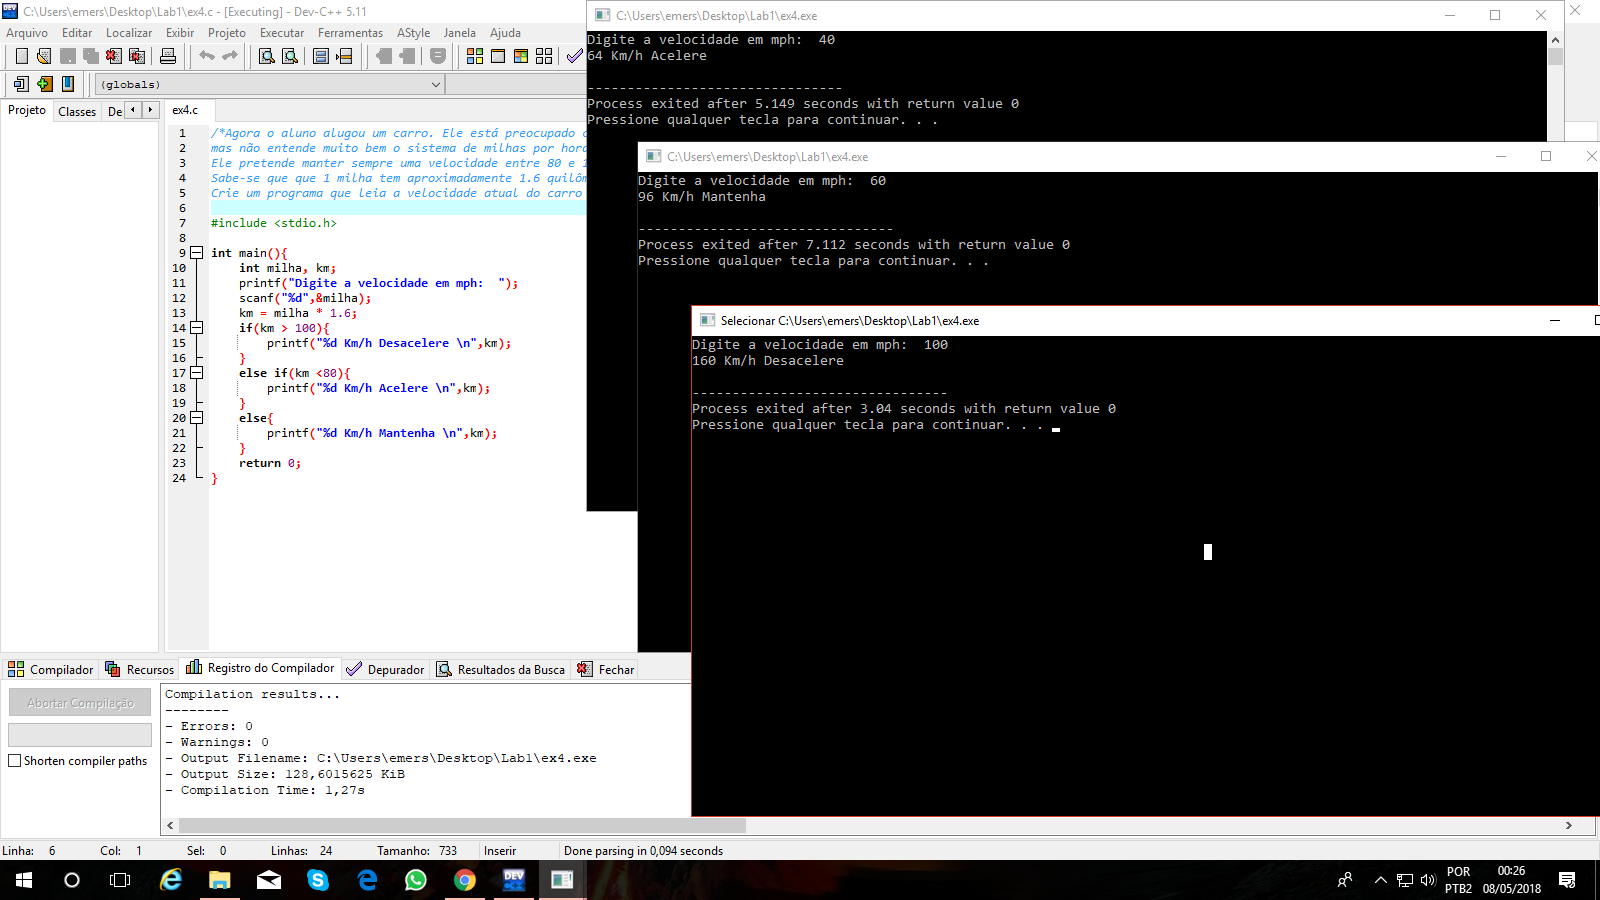 C:\Users\emers\Desktop\Lab1\ex4.c - [Executing] - Dev-C++ 5.11
Arquivo Editar Localizar Exibir Projeto Executar Ferramentas AStyle Janela Ajuda
(globals)
Projeto Classes De
ex4.c
1 /*Agora o aluno alugou um carro. Ele está preocupado
2 mas não entende muito bem o sistema de milhas por hora
3 Ele pretende manter sempre uma velocidade entre 80 e 1
4 Sabe-se que que 1 milha tem aproximadamente 1.6
5 Crie um programa que leia a velocidade atual do carro
6
7 #include <stdio.h>
8
9 int main(){
10 int milha, km;
11 printf("Digite a velocidade em mph:  ");
12 scanf("%d",&milha);
13 km = milha * 1.6;
14 if(km > 100){
15 printf("%d Km/h Desacelere \n",km);
16 }
17 else if(km <80){
18 printf("%d Km/h Acelere \n",km);
19 }
20 else{
21 printf("%d Km/h Mantenha \n",km);
22 }
23 return 0;
24 }
C:\Users\emers\Desktop\Lab1\ex4.exe
Digite a velocidade em mph:  40
64 Km/h Acelere
--------------------------------
Process exited after 5.149 seconds with return value 0
Pressione qualquer tecla para continuar. . .
C:\Users\emers\Desktop\Lab1\ex4.exe
Digite a velocidade em mph:  60
96 Km/h Mantenha
--------------------------------
Process exited after 7.112 seconds with return value 0
Pressione qualquer tecla para continuar. . .
Selecionar C:\Users\emers\Desktop\Lab1\ex4.exe
Digite a velocidade em mph:  100
160 Km/h Desacelere
--------------------------------
Process exited after 3.04 seconds with return value 0
Pressione qualquer tecla para continuar. . .
Compilador Recursos Registro do Compilador Depurador Resultados da Busca Fechar
Abortar Compilação
Shorten compiler paths
Compilation results...
--------
- Errors: 0
- Warnings: 0
- Output Filename: C:\Users\emers\Desktop\Lab1\ex4.exe
- Output Size: 128,6015625 KiB
- Compilation Time: 1,27s
Linha: 6 Col: 1 Sel: 0 Linhas: 24 Tamanho: 733 Inserir Done parsing in 0,094 seconds
DEV
POR
PTB2
00:26
08/05/2018